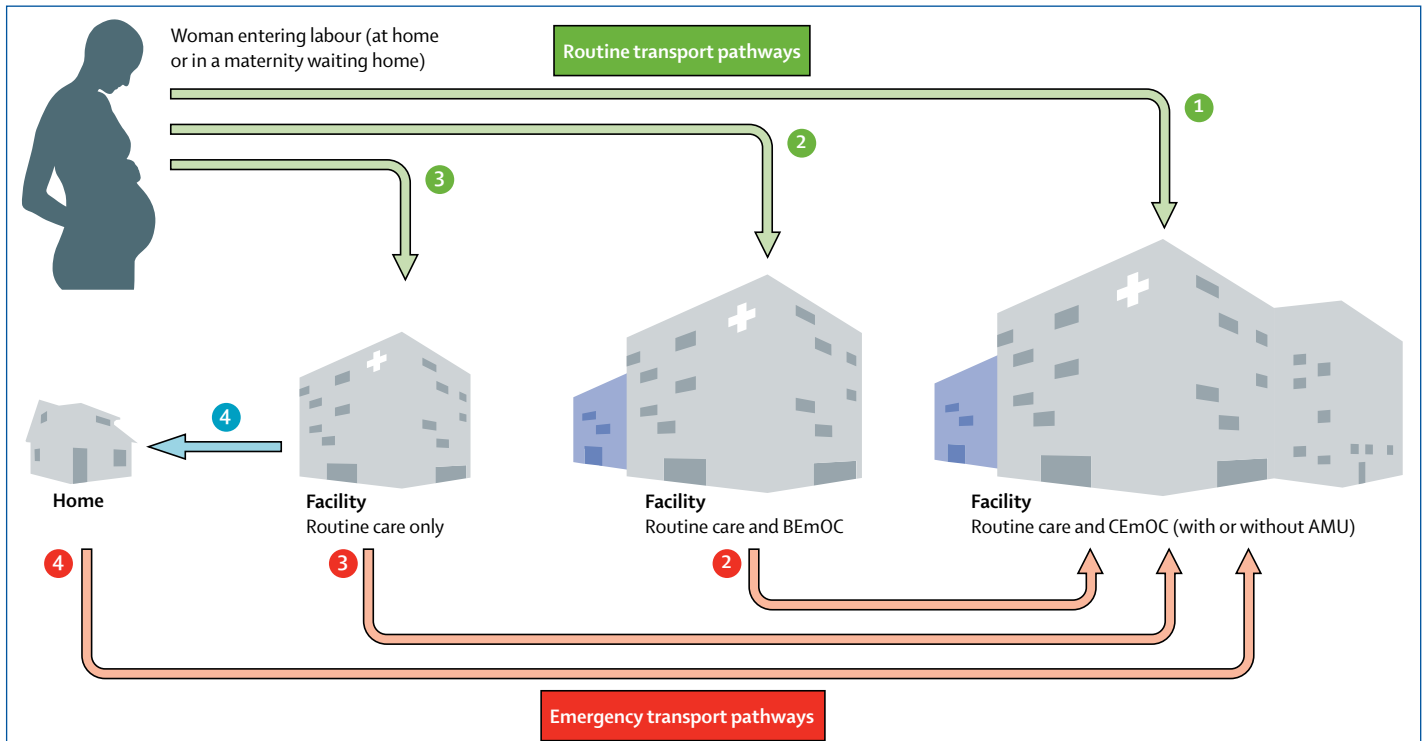 Woman entering labour (at home
or in a maternity waiting home)
Routine transport pathways
1
2
3
4
Home
Facility
Routine care only
Facility
Routine care and BEmOC
Facility
Routine care and CEmOC (with or without AMU)
4
3
2
Emergency transport pathways